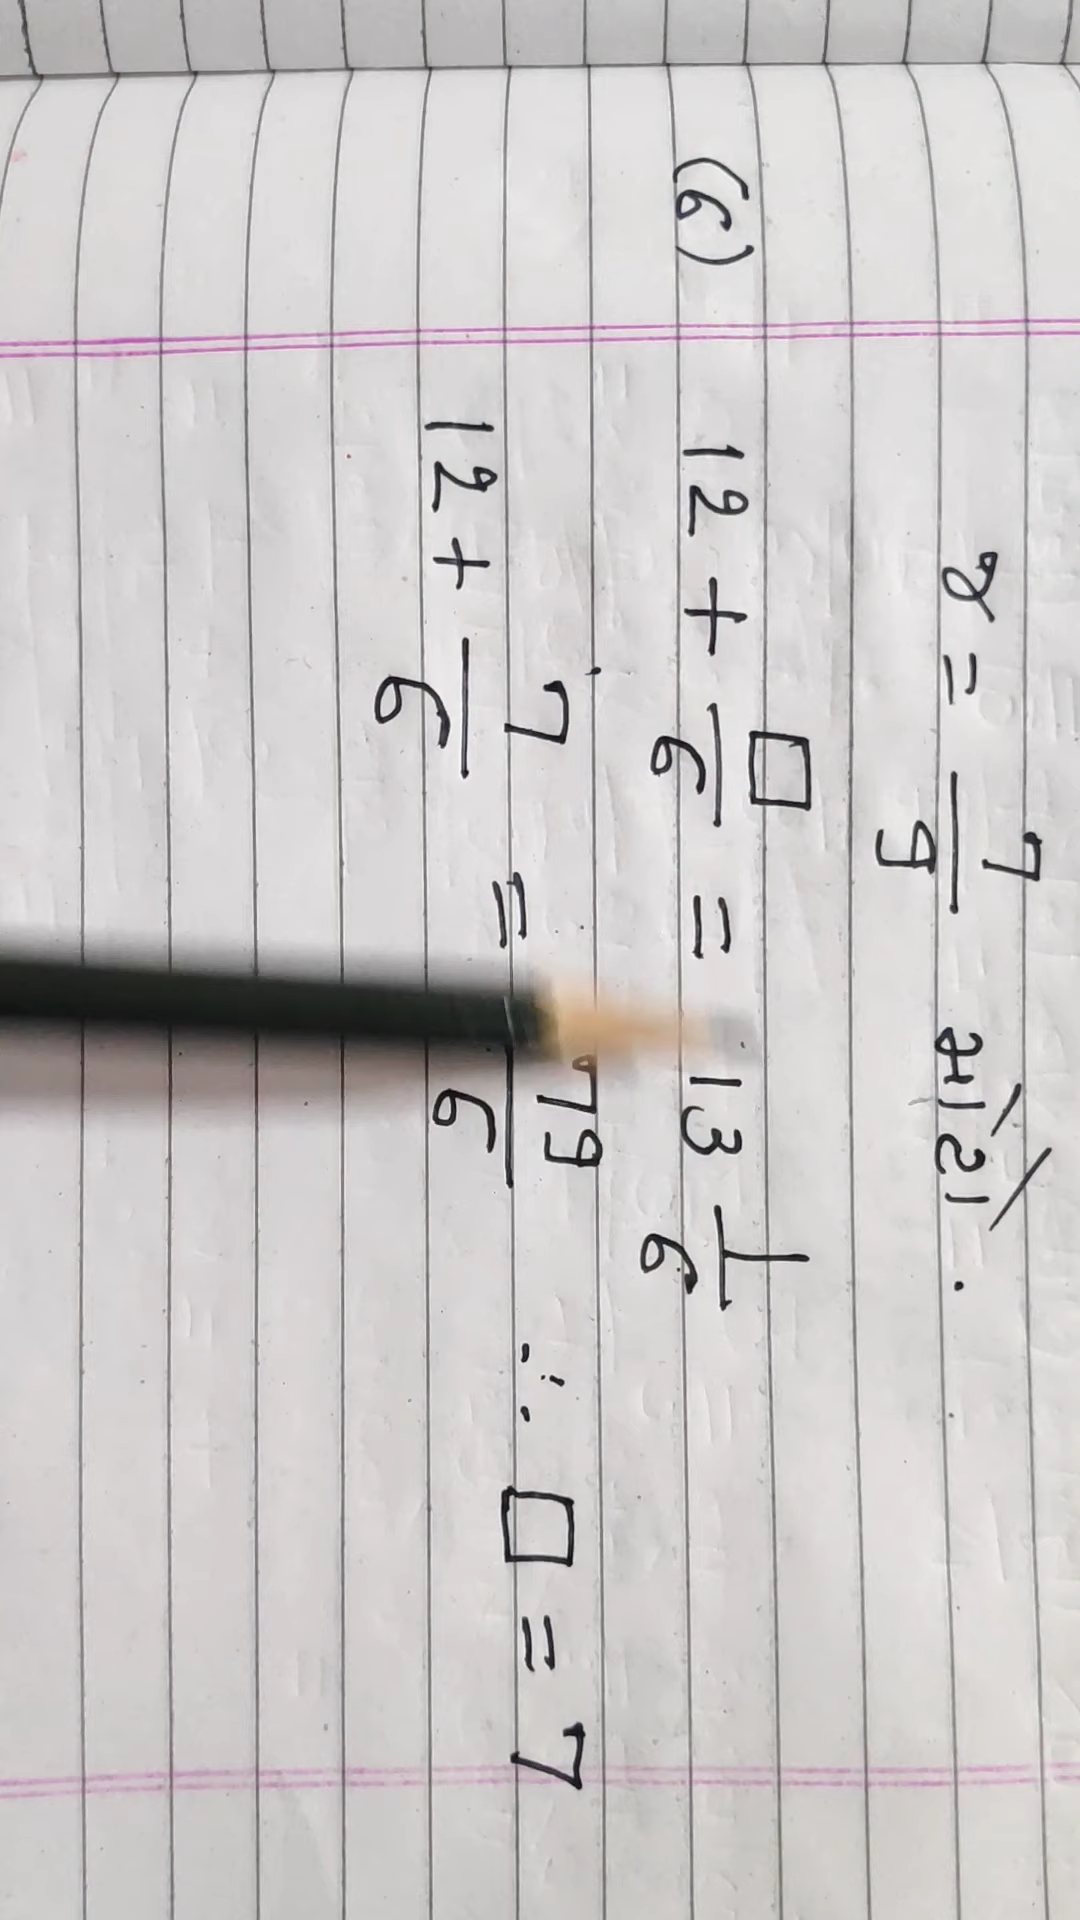 x = 7/9 મોટી.
(6) 12 + □/6 = 13 1/6
12 + 7/6 = 79/6 ∴ □ = 7